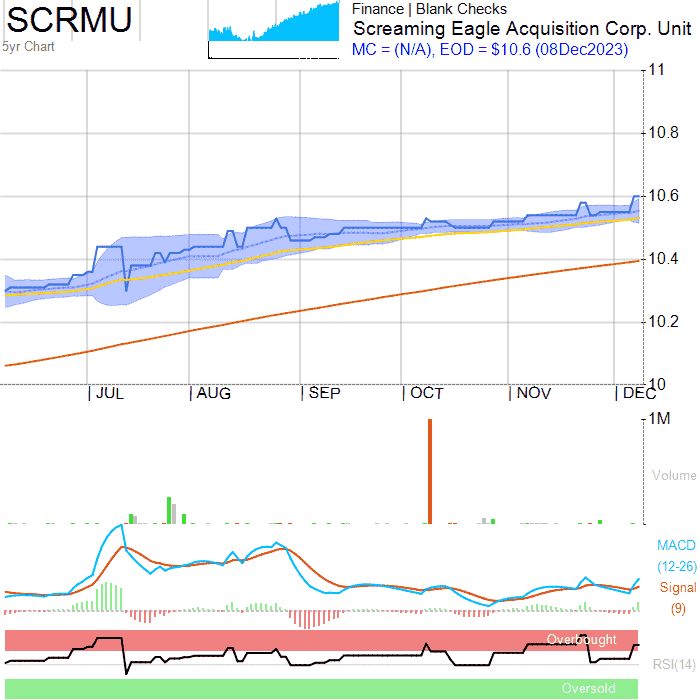 SCRMU
5yr Chart
Finance | Blank Checks
Screaming Eagle Acquisition Corp. Unit
MC = (N/A), EOD = $10.6 (08Dec2023)
11
10.8
10.6
10.4
10.2
10
| JUL | AUG | SEP | OCT | NOV | DEC
1M
Volume
MACD
(12-26)
Signal
(9)
Overbought
RSI(14)
Oversold